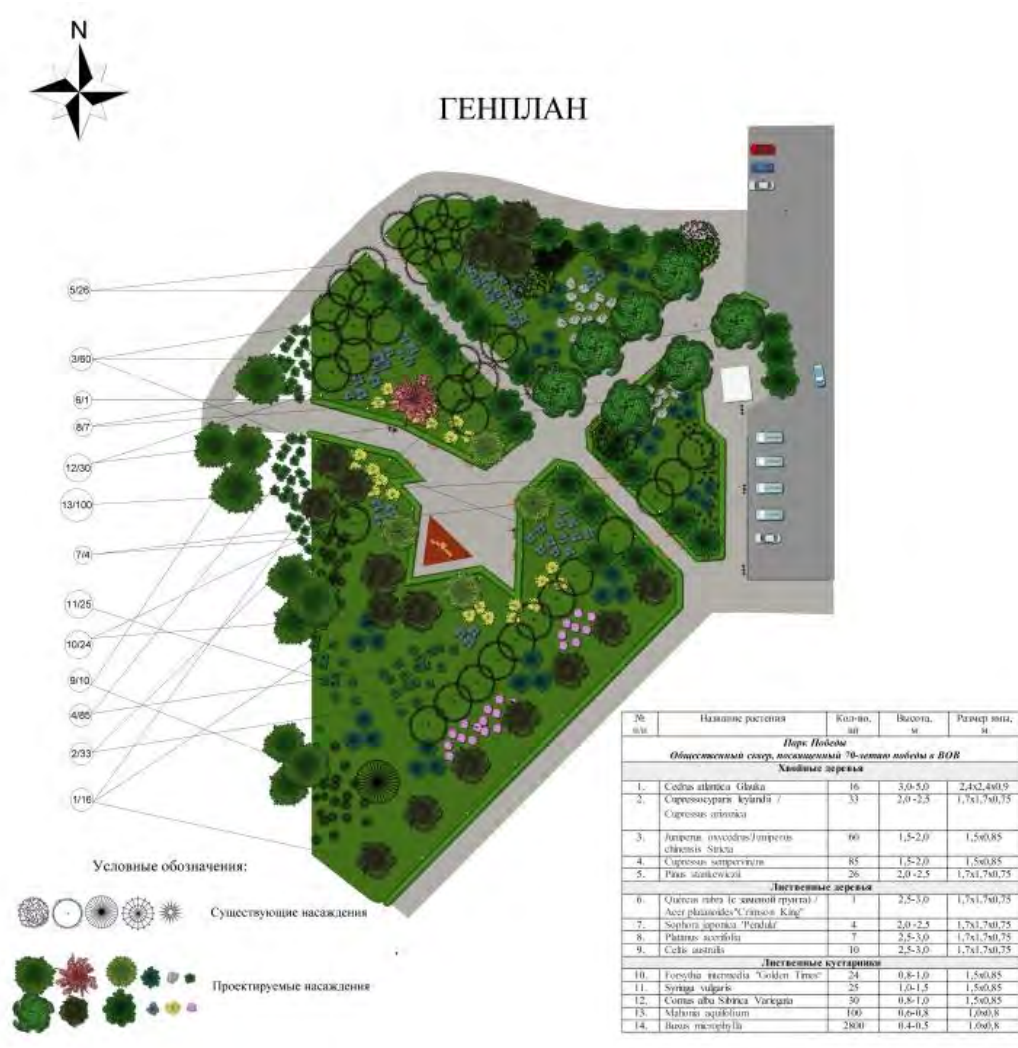 N
ГЕНПЛАН
5/26
3/60
6/1
8/7
12/30
13/100
7/4
11/25
10/24
9/10
4/85
2/33
1/16
Условные обозначения:
Существующие насаждения
Проектируемые насаждения
№ п/п Название растения Кол-во, шт Высота, м Размер ямы, м
Парк Победы
Общественный сквер, посвященный 70-летию победы в ВОВ
Хвойные деревья
1. Cedrus atlantica Glauka 16 3,0-5,0 2,4х2,4х0,9
2. Cupressocyparis leylandii / 33 2,0 -2,5 1,7х1,7х0,75
Cupressus arizonica
3. Juniperus oxycedrus/Juniperus 60 1,5-2,0 1,5х0,85
chinensis Stricta
4. Cupressus sempervirens 85 1,5-2,0 1,5х0,85
5. Pinus stankewiczii 26 2,0 -2,5 1,7х1,7х0,75
Лиственные деревья
6. Quercus rubra (с заменой грунта) / 1 2,5-3,0 1,7х1,7х0,75
Acer platanoides"Crimson King"
7. Sophora japonica "Pendula" 4 2,0 -2,5 1,7х1,7х0,75
8. Platanus acerifolia 7 2,5-3,0 1,7х1,7х0,75
9. Celtis australis 10 2,5-3,0 1,7х1,7х0,75
Лиственные кустарники
10. Forsythia intermedia "Golden Times" 24 0,8-1,0 1,5х0,85
11. Syringa vulgaris 25 1,0-1,5 1,5х0,85
12. Cornus alba Sibirica Variegata 30 0,8-1,0 1,5х0,85
13. Mahonia aquifolium 100 0,6-0,8 1,0х0,8
14. Buxus microphylla 2800 0,4-0,5 1,0х0,8